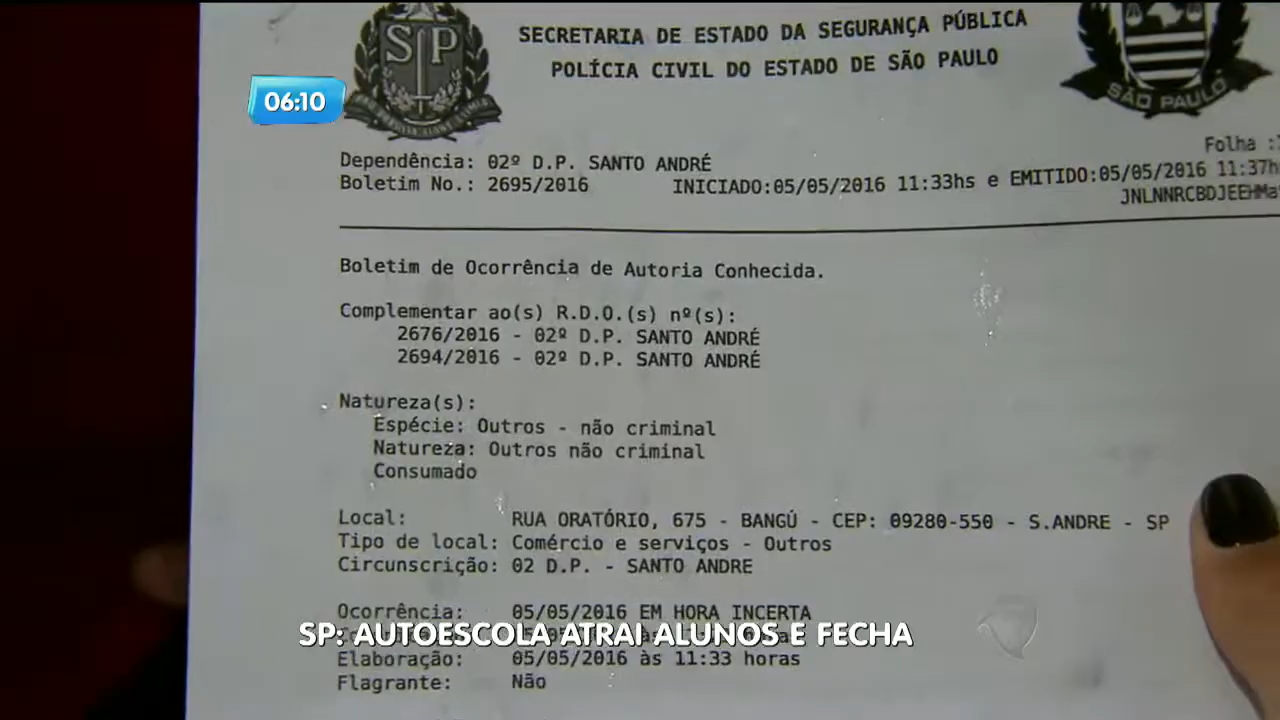 SP
SECRETARIA DE ESTADO DA SEGURANÇA PÚBLICA
POLÍCIA CIVIL DO ESTADO DE SÃO PAULO
SÃO PAULO
06:10
Folha :
Dependência: 02º D.P. SANTO ANDRÉ
Boletim No.: 2695/2016 INICIADO:05/05/2016 11:33hs e EMITIDO:05/05/2016 11:37h
Boletim de Ocorrência de Autoria Conhecida.
Complementar ao(s) R.D.O.(s) nº(s):
2676/2016 - 02º D.P. SANTO ANDRÉ
2694/2016 - 02º D.P. SANTO ANDRÉ
Natureza(s):
Espécie: Outros - não criminal
Natureza: Outros não criminal
Consumado
Local: RUA ORATÓRIO, 675 - BANGÚ - CEP: 09280-550 - S.ANDRE - SP
Tipo de local: Comércio e serviços - Outros
Circunscrição: 02 D.P. - SANTO ANDRE
Ocorrência: 05/05/2016 EM HORA INCERTA
SP: AUTOESCOLA ATRAI ALUNOS E FECHA
Elaboração: 05/05/2016 às 11:33 horas
Flagrante: Não